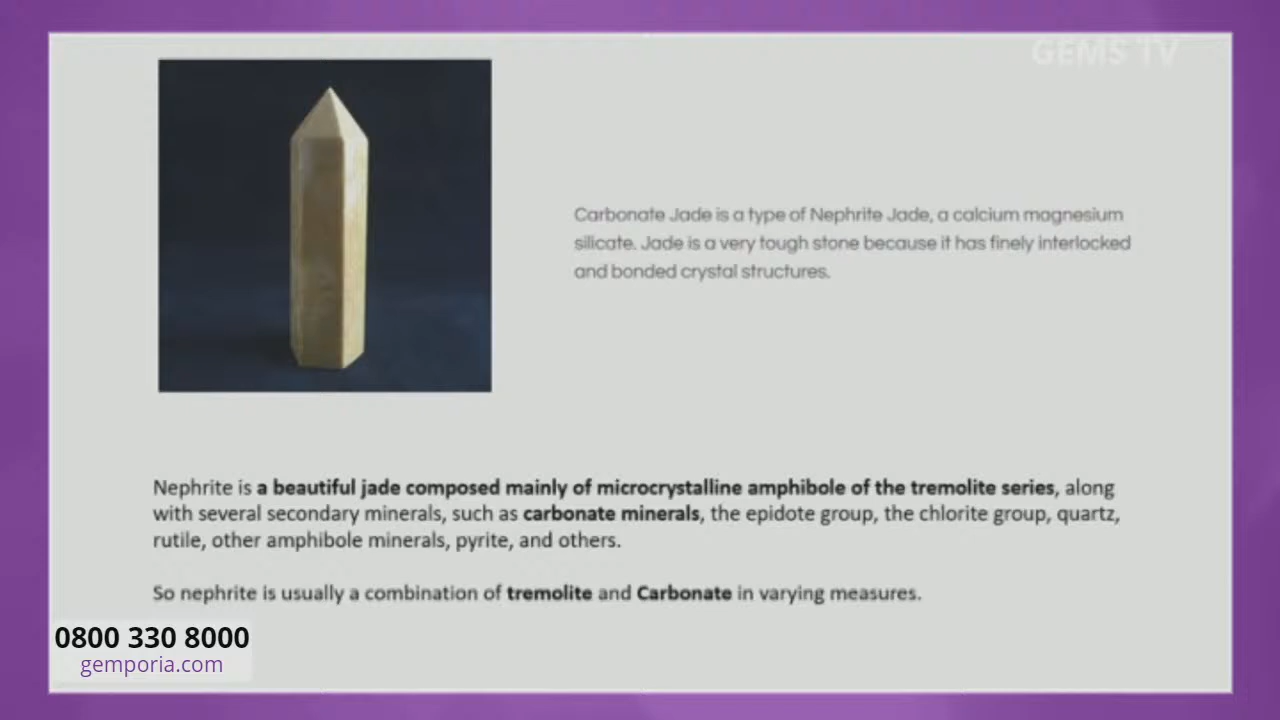 GEMS TV
Carbonate Jade is a type of Nephrite Jade, a calcium magnesium
silicate. Jade is a very tough stone because it has finely interlocked
and bonded crystal structures.
Nephrite is a beautiful jade composed mainly of microcrystalline amphibole of the tremolite series, along
with several secondary minerals, such as carbonate minerals, the epidote group, the chlorite group, quartz,
rutile, other amphibole minerals, pyrite, and others.
So nephrite is usually a combination of tremolite and Carbonate in varying measures.
0800 330 8000
gemporia.com